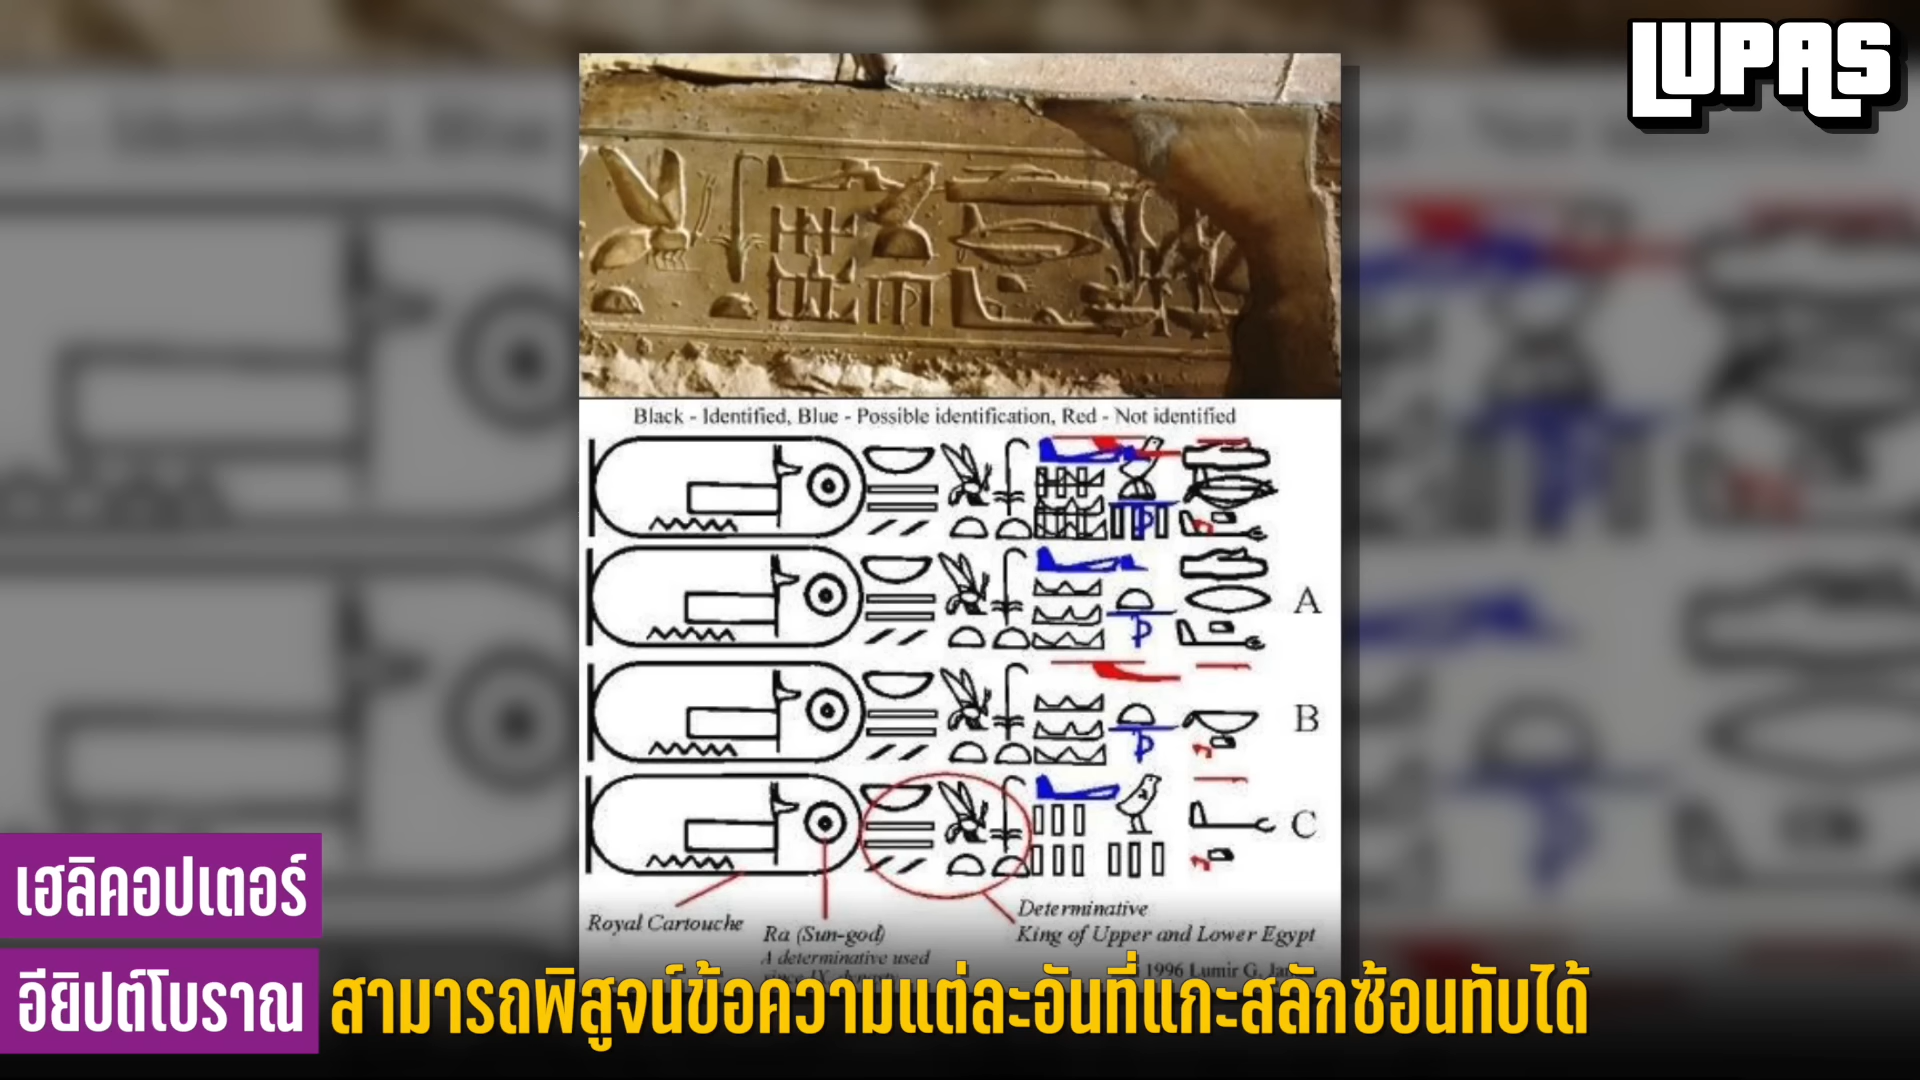 LUPAS
Black - Identified, Blue - Possible identification, Red - Not identified
A
B
C
Royal Cartouche
Ra (Sun-god)
A determinative used
Determinative
King of Upper and Lower Egypt
1996 Lumir G.
เฮลิคอปเตอร์
อียิปต์โบราณ
สามารถพิสูจน์ข้อความแต่ละอันที่แกะสลักซ้อนทับได้